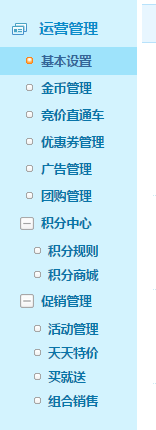 运营管理
基本设置
金币管理
竞价直通车
优惠券管理
广告管理
团购管理
积分中心
积分规则
积分商城
促销管理
活动管理
天天特价
买就送
组合销售